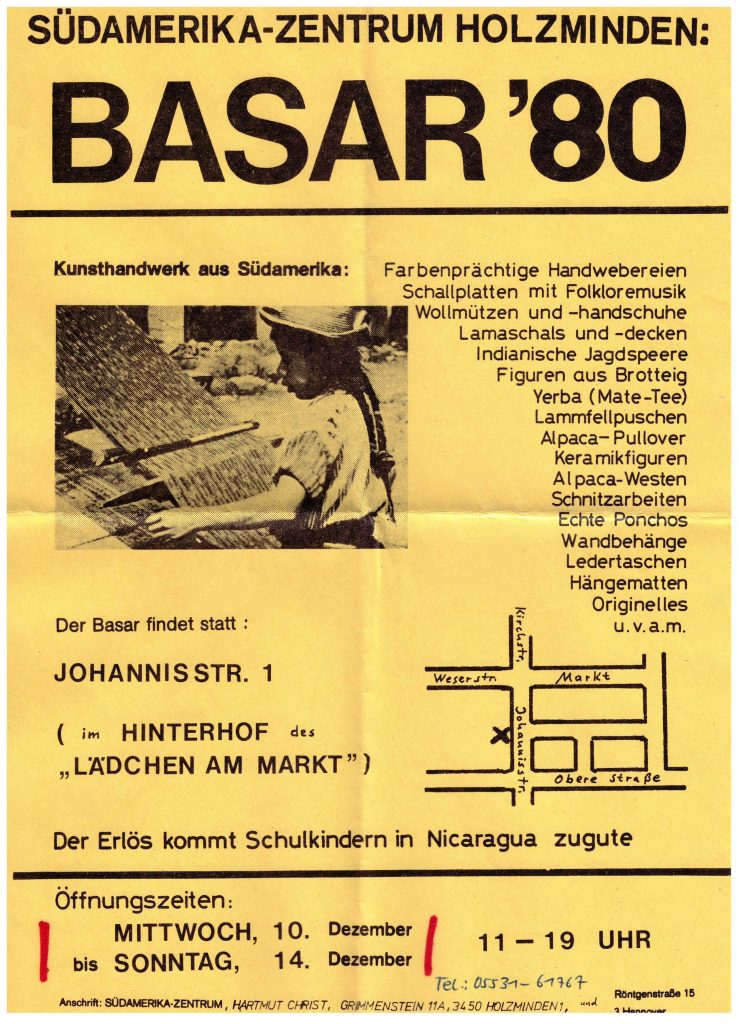 SÜDAMERIKA-ZENTRUM HOLZMINDEN:
BASAR '80
Kunsthandwerk aus Südamerika:
Farbenprächtige Handwebereien
Schallplatten mit Folkloremusik
Wollmützen und -handschuhe
Lamaschals und -decken
Indianische Jagdspeere
Figuren aus Brotteig
Yerba (Mate-Tee)
Lammfellpuschen
Alpaca-Pullover
Keramikfiguren
Alpaca-Westen
Schnitzarbeiten
Echte Ponchos
Wandbehänge
Ledertaschen
Hängematten
Originelles
u.v.a.m.
Der Basar findet statt :
JOHANNISSTR. 1
( im HINTERHOF des
„LÄDCHEN AM MARKT")
Kirchstr.
Weserstr.
Markt
Johannisstr.
Obere Straße
Der Erlös kommt Schulkindern in Nicaragua zugute
Öffnungszeiten:
MITTWOCH, 10. Dezember
bis SONNTAG, 14. Dezember
11 – 19 UHR
Tel.: 05531-61767
Anschrift: SÜDAMERIKA-ZENTRUM, HARTMUT CHRIST, GRIMMENSTEIN 11A, 3450 HOLZMINDEN 1, und
Röntgenstraße 15
3 Hannover